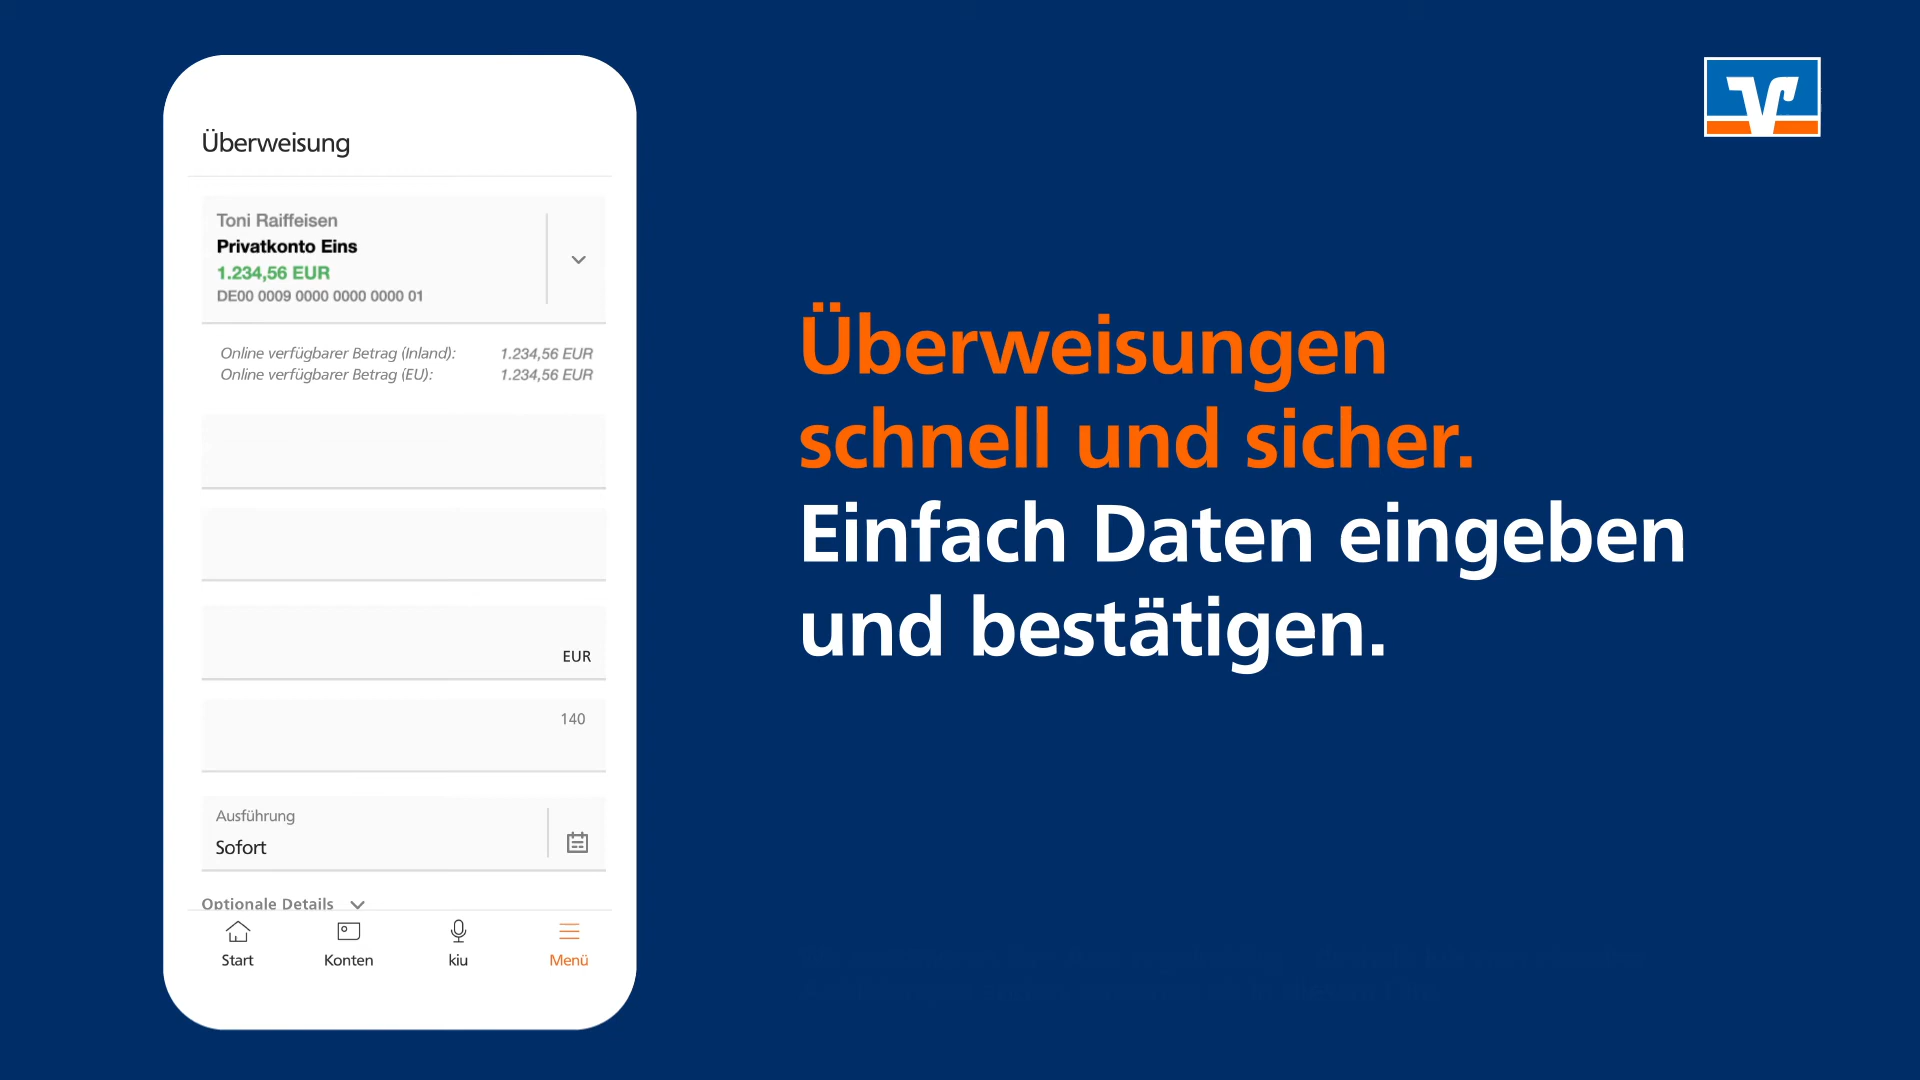 Überweisung
Toni Raiffeisen
Privatkonto Eins
1.234,56 EUR
DE00 0009 0000 0000 0000 01
Online verfügbarer Betrag (Inland): 1.234,56 EUR
Online verfügbarer Betrag (EU): 1.234,56 EUR
EUR
140
Ausführung
Sofort
Optionale Details
Start Konten kiu Menü
Überweisungen
schnell und sicher.
Einfach Daten eingeben
und bestätigen.